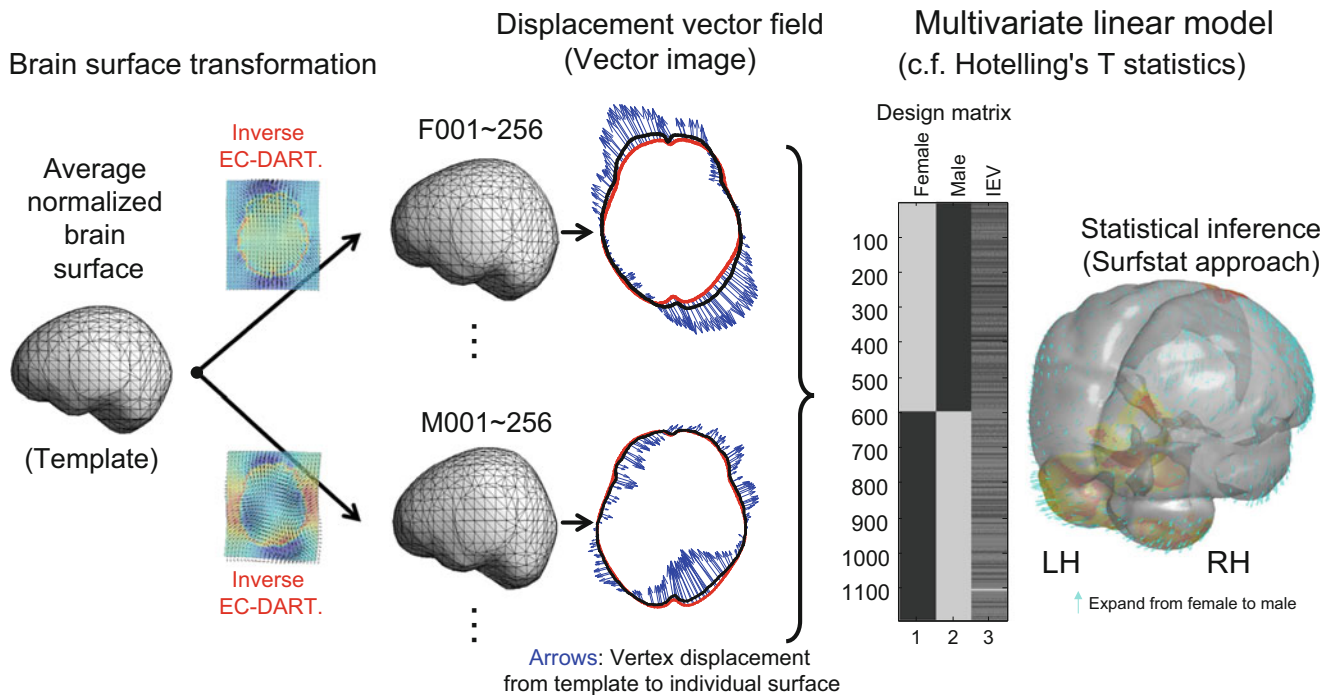 Brain surface transformation
Displacement vector field
(Vector image)
Multivariate linear model
(c.f. Hotelling's T statistics)
Average
normalized
brain
surface
(Template)
Inverse
EC-DART.
Inverse
EC-DART.
F001~256
M001~256
Arrows: Vertex displacement
from template to individual surface
Design matrix
Female
Male
IEV
100
200
300
400
500
600
700
800
900
1000
1100
1 2 3
Statistical inference
(Surfstat approach)
LH RH
Expand from female to male